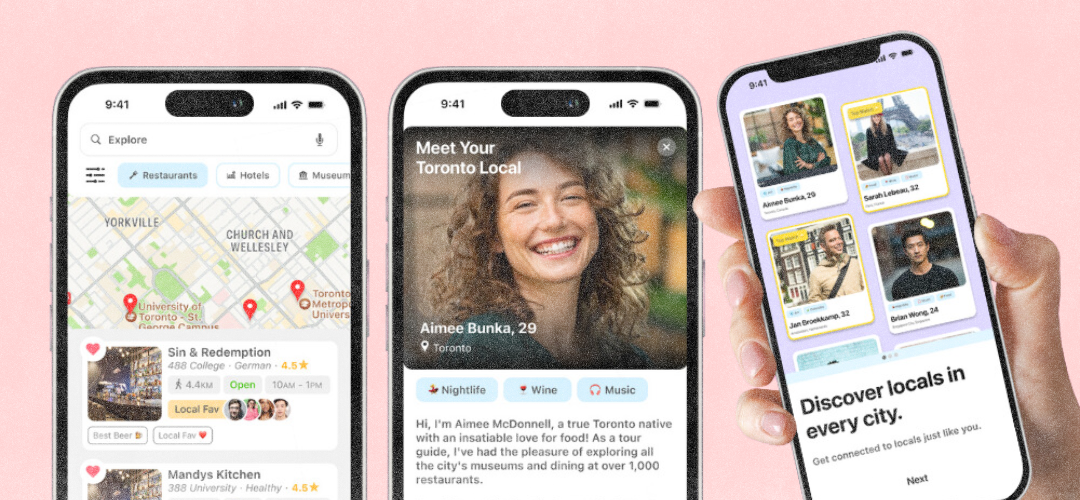 9:41
Explore
Restaurants
Hotels
Museum
YORKVILLE
CHURCH AND
WELLESLEY
University of
Toronto - St.
George Campus
Toronto
Metropo
Univers
Sin & Redemption
488 College · German · 4.5
4.4KM
Open
10AM - 1PM
Local Fav
Best Beer
Local Fav
Mandys Kitchen
388 University · Healthy · 4.5
9:41
Meet Your
Toronto Local
Aimee Bunka, 29
Toronto
Nightlife
Wine
Music
Hi, I'm Aimee McDonnell, a true Toronto native
with an insatiable love for food! As a tour
guide, I've had the pleasure of exploring all
the city's museums and dining at over 1,000
restaurants.
9:41
Aimee Bunka, 29
Top Match
Sarah Lebeau, 32
Top Match
Jan Broekkamp, 32
Brian Wong, 24
Discover locals in
every city.
Get connected to locals just like you.
Next